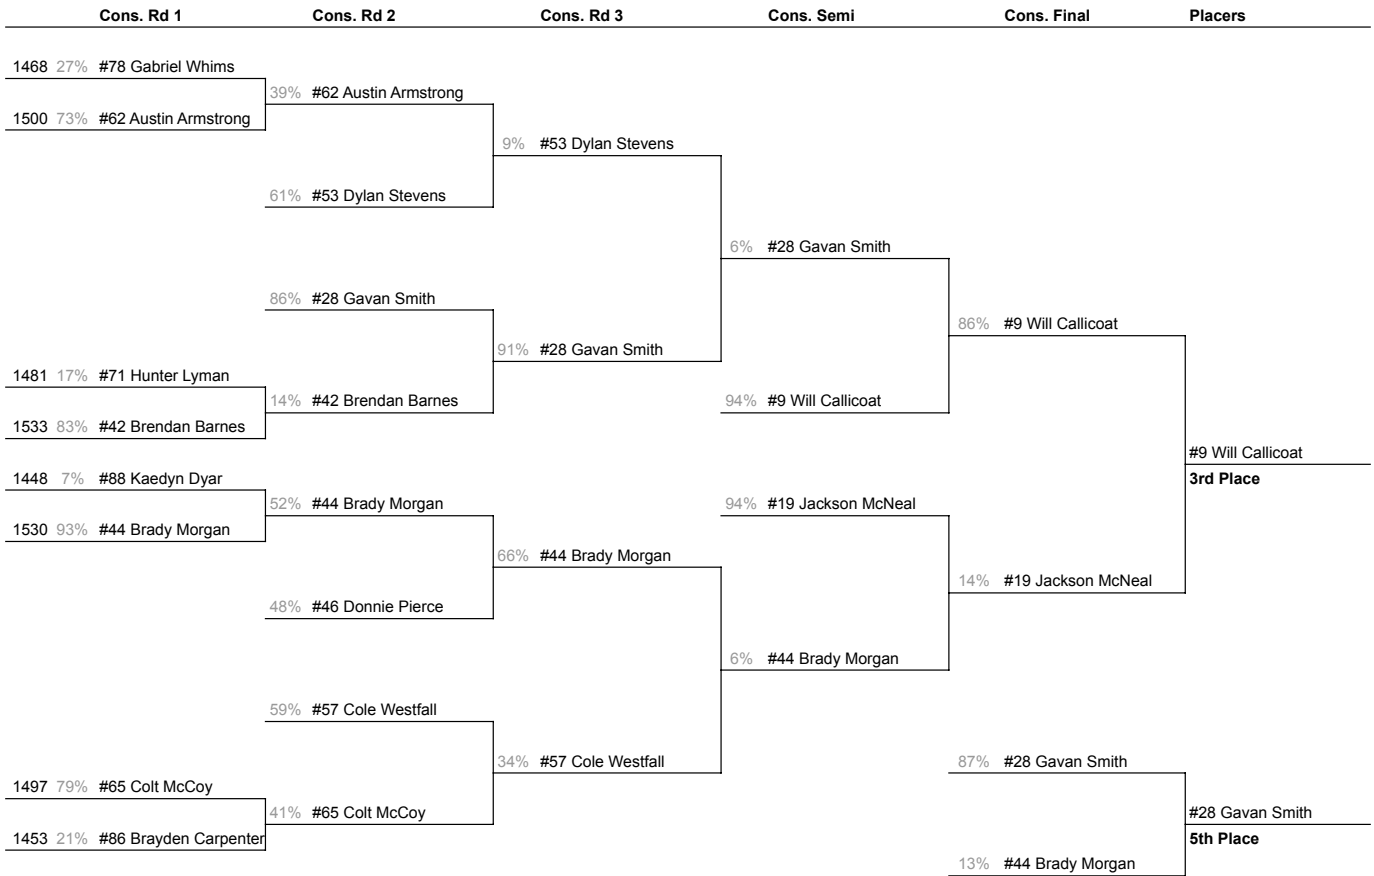 Cons. Rd 1 Cons. Rd 2 Cons. Rd 3 Cons. Semi Cons. Final Placers
1468 27% #78 Gabriel Whims
39% #62 Austin Armstrong
1500 73% #62 Austin Armstrong
9% #53 Dylan Stevens
61% #53 Dylan Stevens
6% #28 Gavan Smith
86% #28 Gavan Smith
86% #9 Will Callicoat
91% #28 Gavan Smith
1481 17% #71 Hunter Lyman
14% #42 Brendan Barnes
94% #9 Will Callicoat
1533 83% #42 Brendan Barnes
#9 Will Callicoat
1448 7% #88 Kaedyn Dyar
3rd Place
52% #44 Brady Morgan
94% #19 Jackson McNeal
1530 93% #44 Brady Morgan
66% #44 Brady Morgan
14% #19 Jackson McNeal
48% #46 Donnie Pierce
6% #44 Brady Morgan
59% #57 Cole Westfall
34% #57 Cole Westfall
87% #28 Gavan Smith
1497 79% #65 Colt McCoy
41% #65 Colt McCoy
#28 Gavan Smith
1453 21% #86 Brayden Carpenter
5th Place
13% #44 Brady Morgan